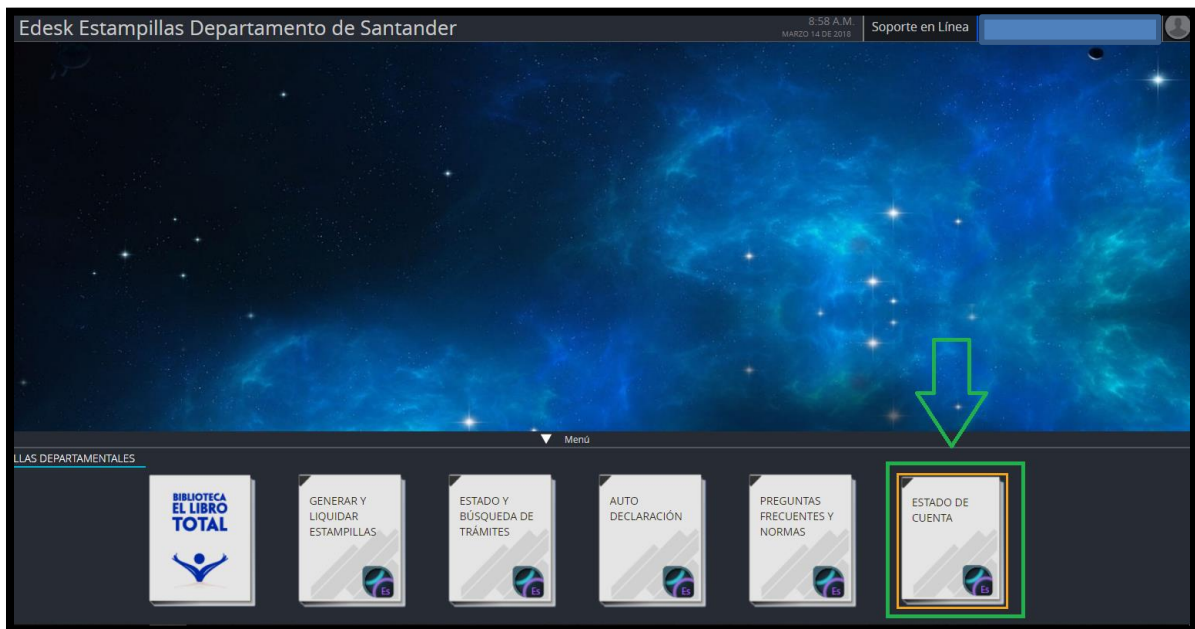 Edesk Estampillas Departamento de Santander
8:58 A.M.
MARZO 14 DE 2018
Soporte en Línea
Menú
LLAS DEPARTAMENTALES
BIBLIOTECA
EL LIBRO
TOTAL
GENERAR Y
LIQUIDAR
ESTAMPILLAS
Es
ESTADO Y
BÚSQUEDA DE
TRÁMITES
Es
AUTO
DECLARACIÓN
Es
PREGUNTAS
FRECUENTES Y
NORMAS
Es
ESTADO DE
CUENTA
Es